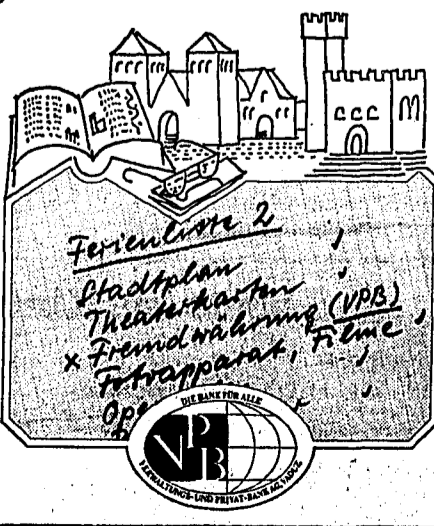 Ferienliste 2
Stadtplan
Theaterkarten
x Fremdwährung (VPB)
Fotoapparat, Filme
DIE BANK FÜR ALLE
VPB
VERWALTUNGS- UND PRIVAT-BANK AG, VADUZ